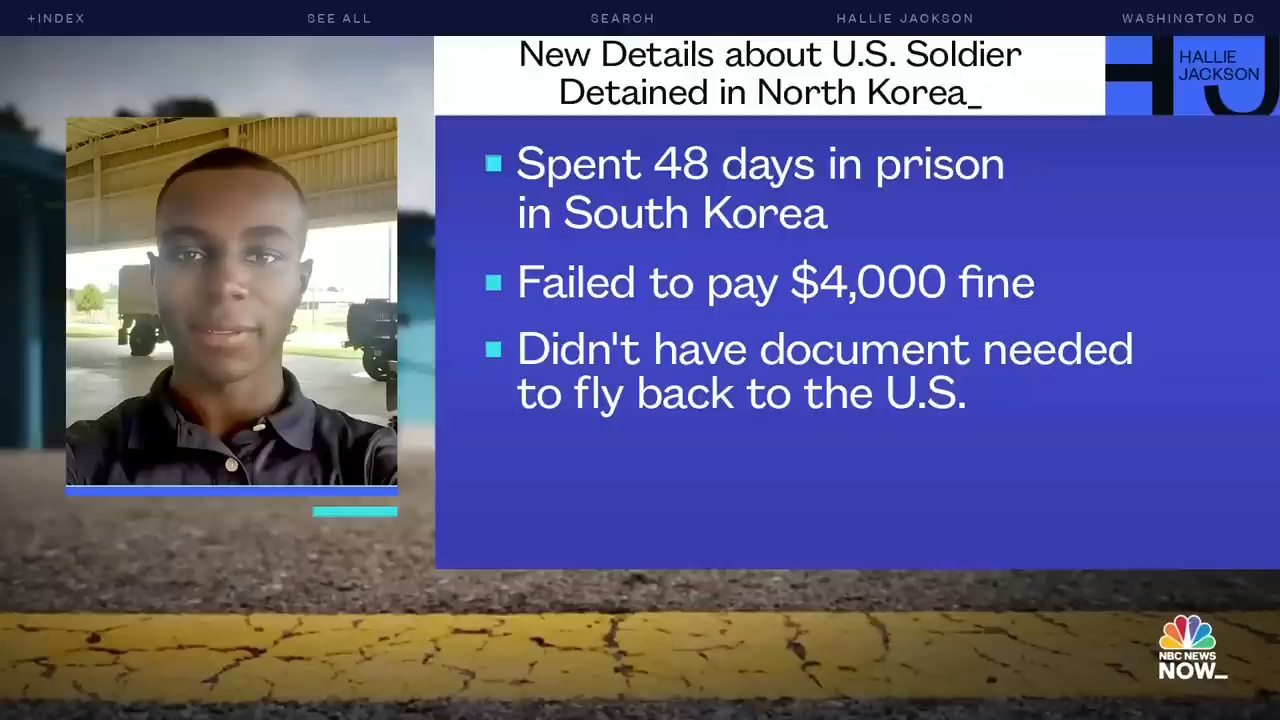 +INDEX
SEE ALL
SEARCH
HALLIE JACKSON
WASHINGTON DC
New Details about U.S. Soldier
Detained in North Korea_
HALLIE
JACKSON
Spent 48 days in prison
in South Korea
Failed to pay $4,000 fine
Didn't have document needed
to fly back to the U.S.
NBC NEWS
NOW_